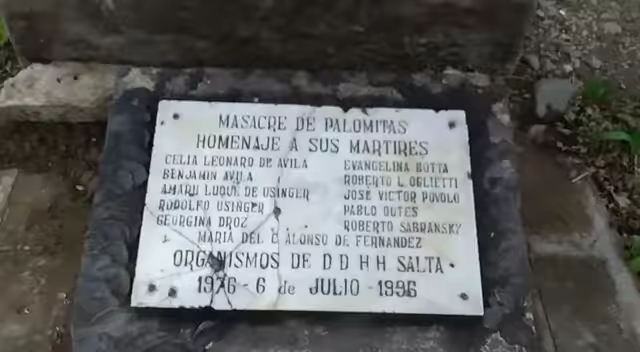 MASACRE DE PALOMITAS
HOMENAJE A SUS MARTIRES
CELIA LEONARD DE AVILA EVANGELINA BOTTA
BENJAMIN AVILA ROBERTO L. OGLIETTI
AMARU LUQUE DE USINGER JOSE VICTOR POVOLO
RODOLFO USINGER PABLO OUTES
GEORGINA DROZ ROBERTO SABRANSKY
MARIA DEL C. ALONSO DE FERNANDEZ
ORGANISMOS DE D D H H SALTA
1976 - 6 de JULIO - 1996